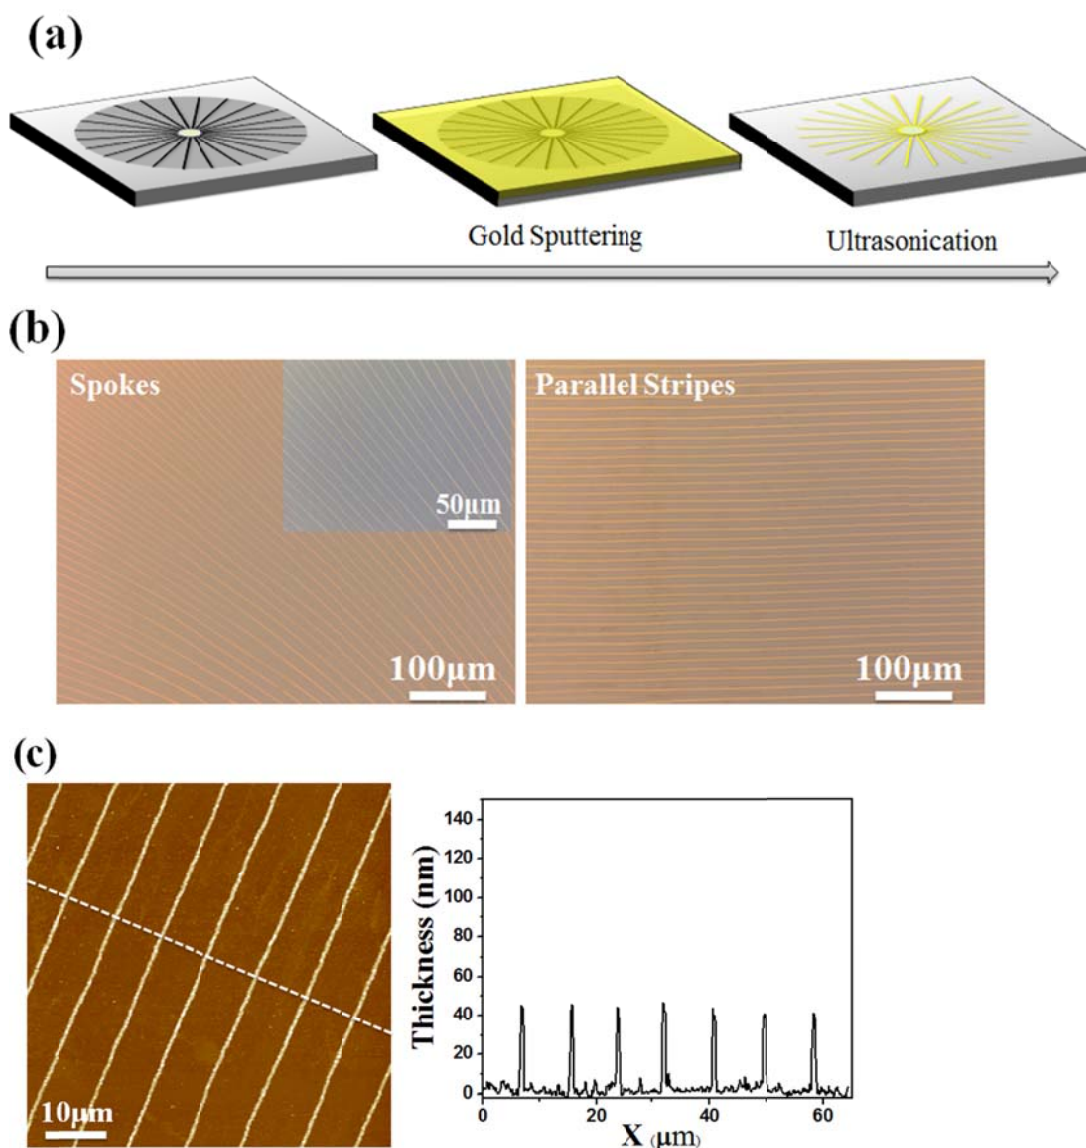 (a)
Gold Sputtering
Ultrasonication
(b)
Spokes
50μm
100μm
Parallel Stripes
100μm
(c)
10μm
Thickness (nm)
140
120
100
80
60
40
20
0
0
20
40
60
X (μm)